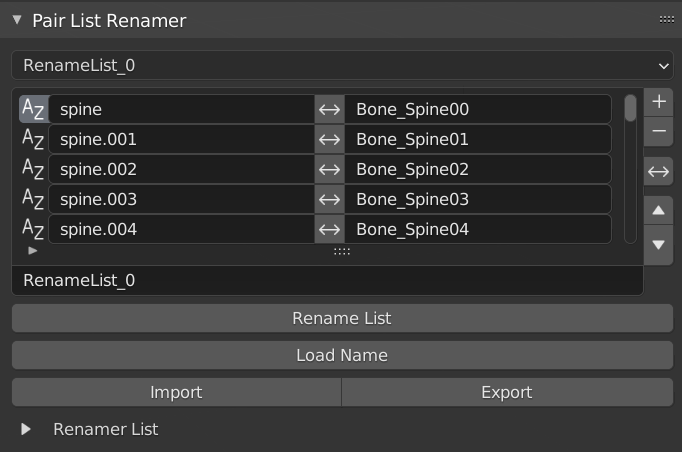 Pair List Renamer
RenameList_0
AZ spine ↔ Bone_Spine00
AZ spine.001 ↔ Bone_Spine01
AZ spine.002 ↔ Bone_Spine02
AZ spine.003 ↔ Bone_Spine03
AZ spine.004 ↔ Bone_Spine04
RenameList_0
Rename List
Load Name
Import Export
Renamer List